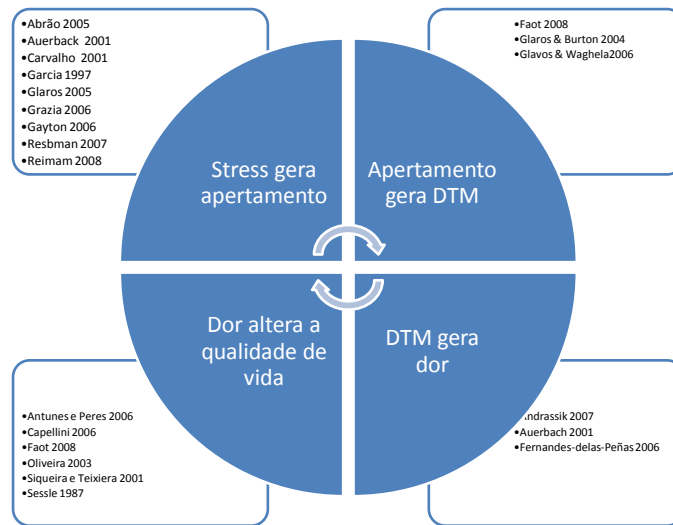 •Abrão 2005
•Auerback 2001
•Carvalho 2001
•Garcia 1997
•Glaros 2005
•Grazia 2006
•Gayton 2006
•Resbman 2007
•Reimam 2008
•Faot 2008
•Glaros & Burton 2004
•Glavos & Waghela2006
Stress gera
apertamento
Apertamento
gera DTM
Dor altera a
qualidade de
vida
DTM gera
dor
•Antunes e Peres 2006
•Capellini 2006
•Faot 2008
•Oliveira 2003
•Siqueira e Teixiera 2001
•Sessle 1987
Andrassik 2007
•Auerbach 2001
•Fernandes-delas-Peñas 2006